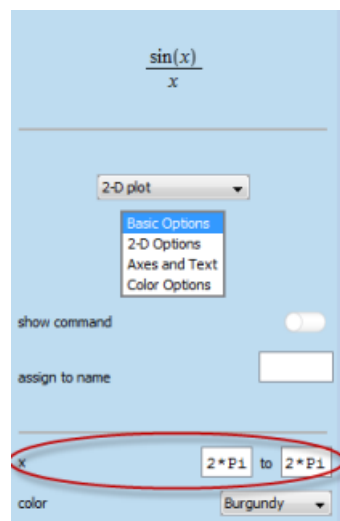 sin(x)
x
2-D plot
Basic Options
2-D Options
Axes and Text
Color Options
show command
assign to name
x 2*Pi to 2*Pi
color Burgundy